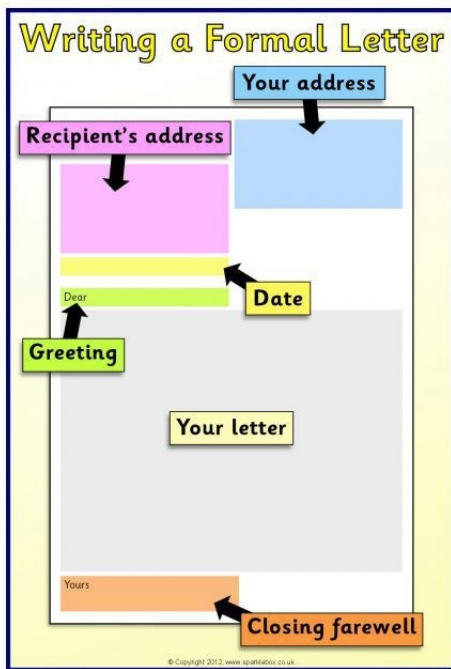 Writing a Formal Letter
Your address
Recipient's address
Date
Dear
Greeting
Your letter
Yours
Closing farewell
© Copyright 2012, www.sparklebox.co.uk